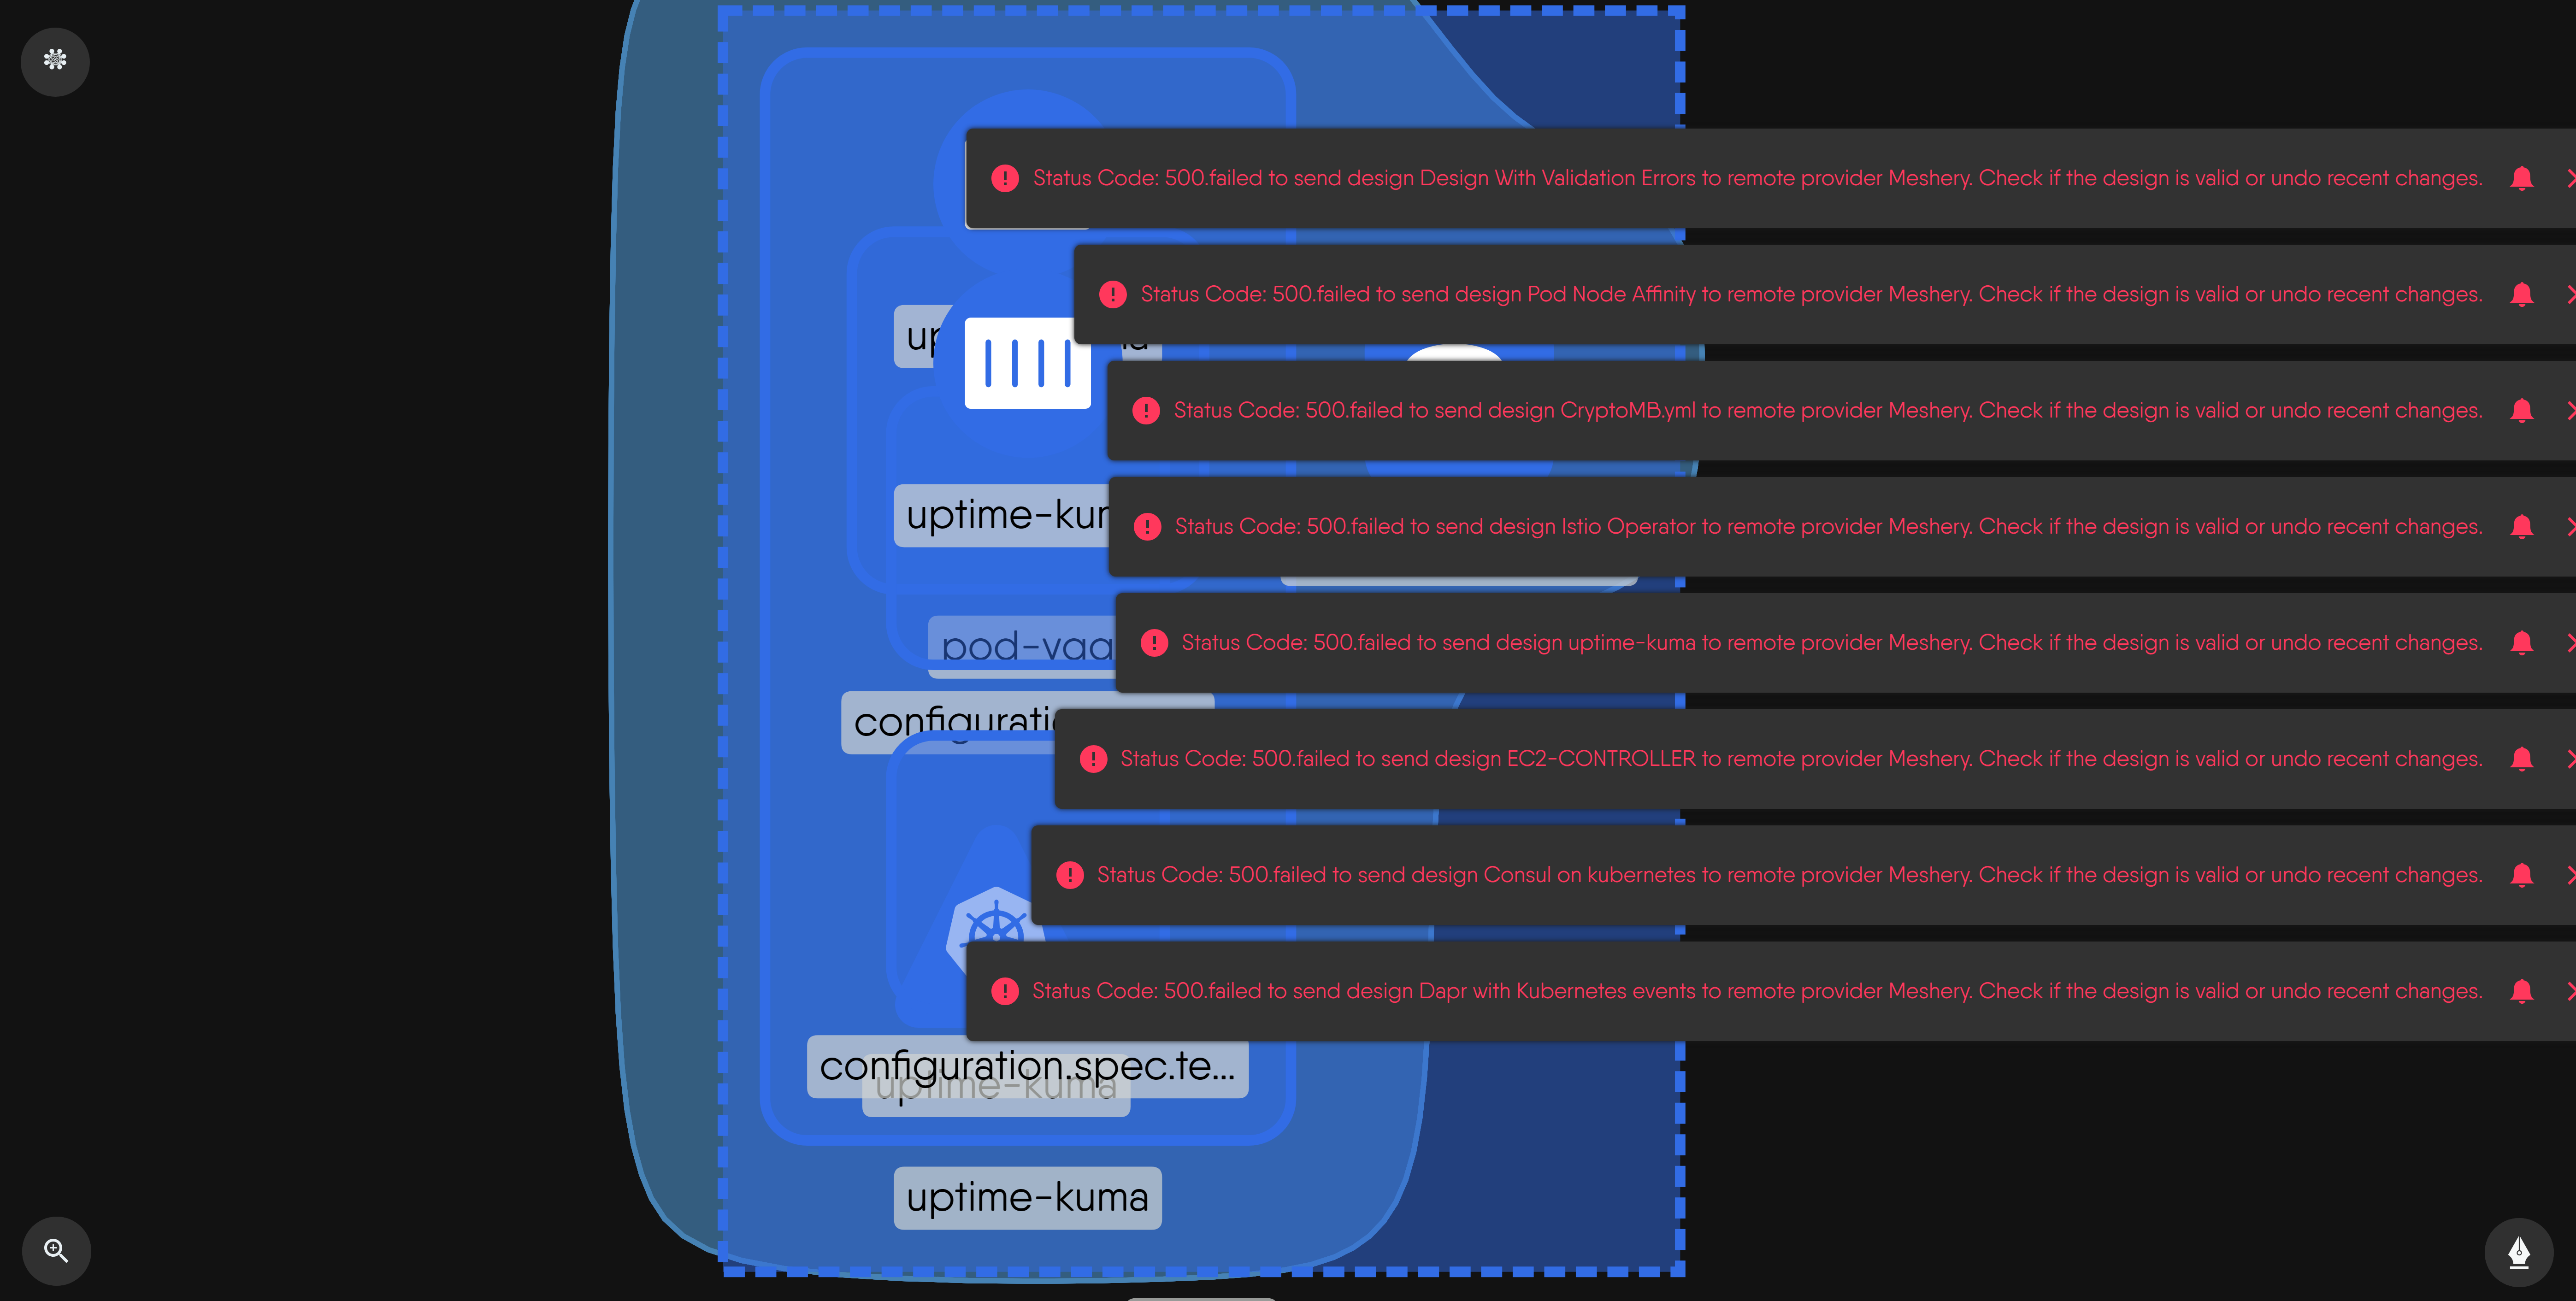 Status Code: 500.failed to send design Design With Validation Errors to remote provider Meshery. Check if the design is valid or undo recent changes.
Status Code: 500.failed to send design Pod Node Affinity to remote provider Meshery. Check if the design is valid or undo recent changes.
Status Code: 500.failed to send design CryptoMB.yml to remote provider Meshery. Check if the design is valid or undo recent changes.
uptime-kum
Status Code: 500.failed to send design Istio Operator to remote provider Meshery. Check if the design is valid or undo recent changes.
pod-vaq
Status Code: 500.failed to send design uptime-kuma to remote provider Meshery. Check if the design is valid or undo recent changes.
configuratio
Status Code: 500.failed to send design EC2-CONTROLLER to remote provider Meshery. Check if the design is valid or undo recent changes.
Status Code: 500.failed to send design Consul on kubernetes to remote provider Meshery. Check if the design is valid or undo recent changes.
Status Code: 500.failed to send design Dapr with Kubernetes events to remote provider Meshery. Check if the design is valid or undo recent changes.
configuration.spec.te...
uptime-kuma
uptime-kuma